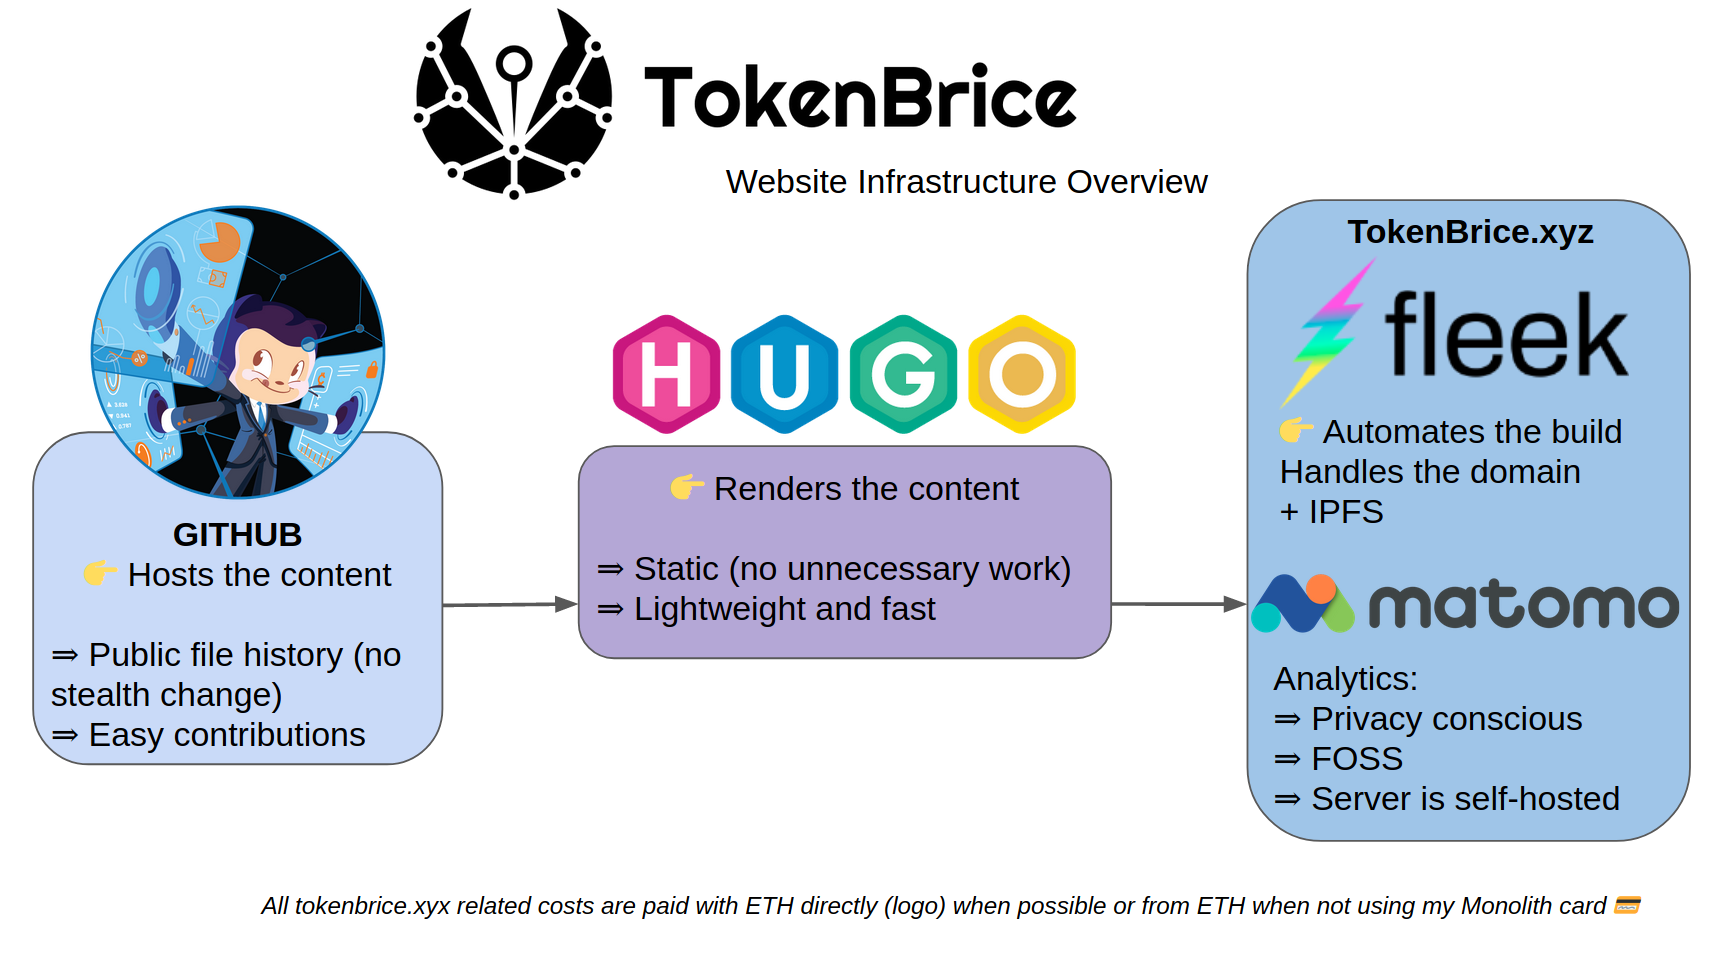 TokenBrice
Website Infrastructure Overview
GITHUB
👉 Hosts the content
⇒ Public file history (no
stealth change)
⇒ Easy contributions
HUGO
👉 Renders the content
⇒ Static (no unnecessary work)
⇒ Lightweight and fast
TokenBrice.xyz
fleek
👉 Automates the build
Handles the domain
+ IPFS
matomo
Analytics:
⇒ Privacy conscious
⇒ FOSS
⇒ Server is self-hosted
All tokenbrice.xyx related costs are paid with ETH directly (logo) when possible or from ETH when not using my Monolith card 💳